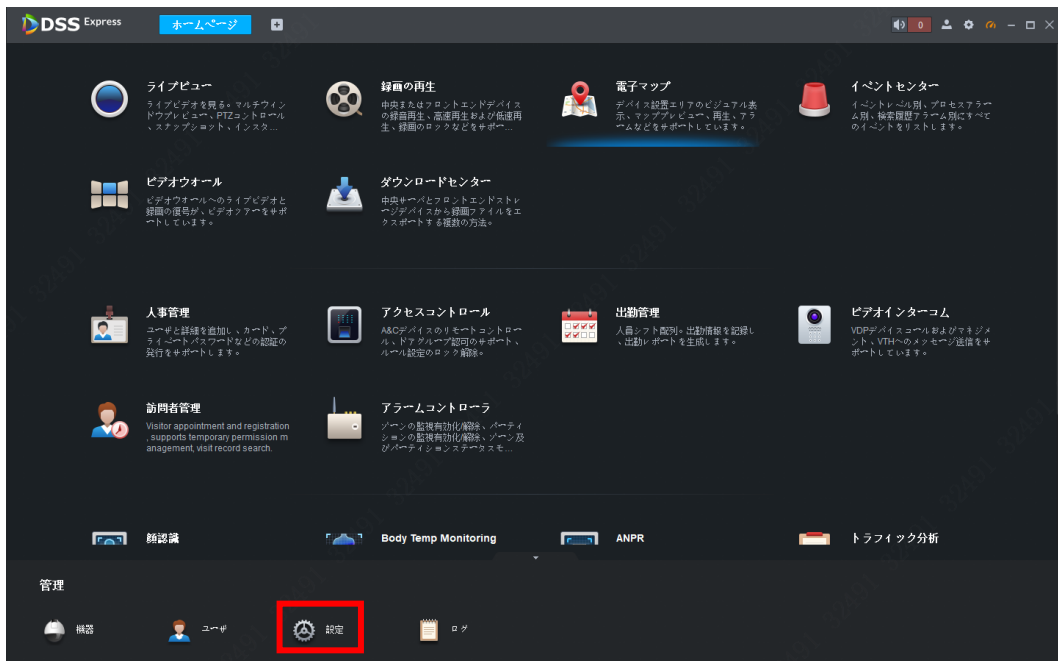 DSS Express
ホームページ
0
ライブビュー
ライブビデオを見る。マルチウィン
ドウプレビュー、PTZコントロール
、スナップショット、インスタ...
録画の再生
中央またはフロントエンドデバイス
の録音再生、高速再生および低速再
生、録画のロックなどをサポー...
電子マップ
デバイス設置エリアのビジュアル表
示、マッププレビュー、再生、アラ
ームなどをサポートしています。
イベントセンター
イベントレベル別、プロセスアラー
ム別、検索履歴アラーム別にすべて
のイベントをリストします。
ビデオウオール
ビデオウオールへのライブビデオと
録画の復号が、ビデオツアーをサポ
ートしています。
ダウンロードセンター
中央サーバとフロントエンドストレ
ージデバイスから録画ファイルをエ
クスポートする複数の方法。
人事管理
ユーザと詳細を追加し、カード、プ
ライベートパスワードなどの認証の
発行をサポートします。
アクセスコントロール
A&Cデバイスのリモートコントロー
ル、ドアグループ認可のサポート、
ルール設定のロック解除。
出勤管理
人員シフト配列。出勤情報を記録し
、出勤レポートを生成します。
ビデオインターコム
VDPデバイスコールおよびマネジメ
ント、VTHへのメッセージ送信をサ
ポートしています。
訪問者管理
Visitor appointment and registration
, supports temporary permission m
anagement, visit record search.
アラームコントローラ
ゾーンの監視有効化/解除、パーティ
ションの監視有効化/解除、ゾーン及
びパーティションステータスモ...
顔認識
Body Temp Monitoring
ANPR
トラフィック分析
管理
機器
ユーザ
設定
ログ